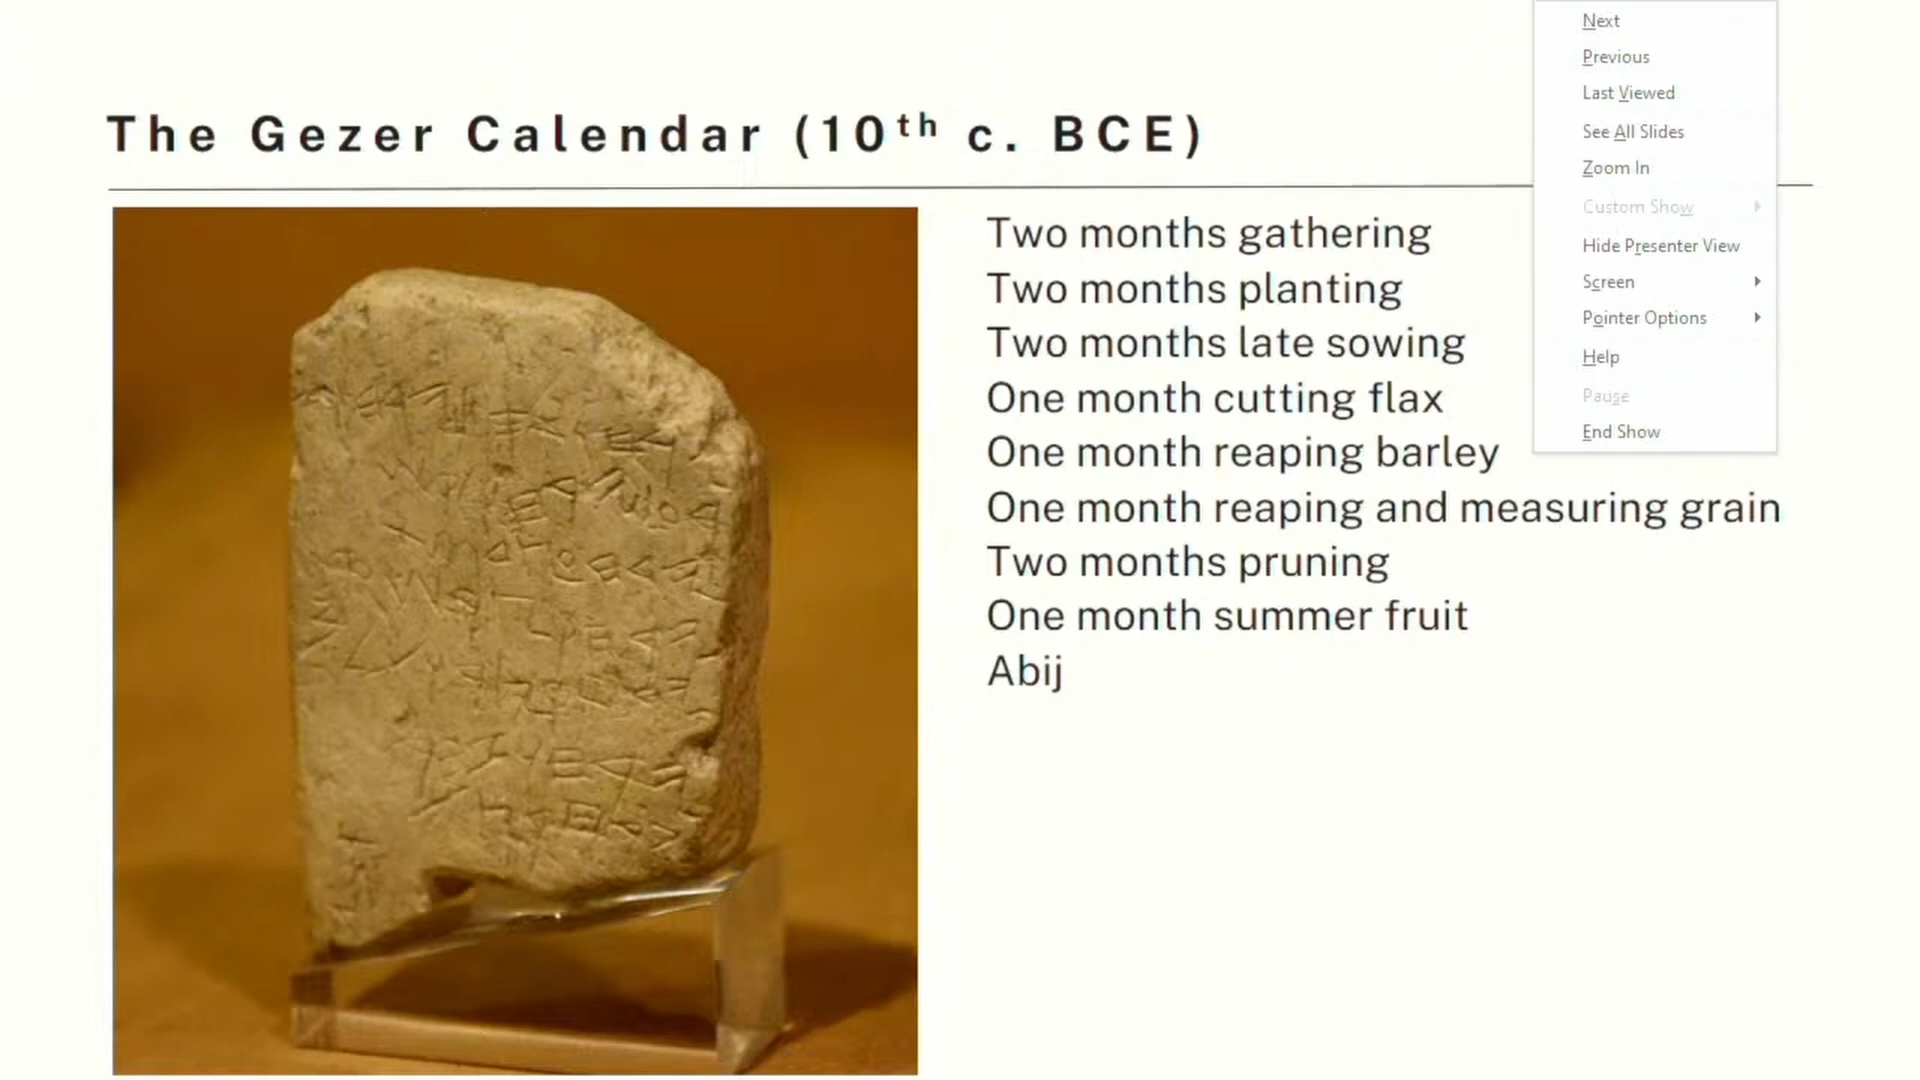 The Gezer Calendar (10th c. BCE)
Two months gathering
Two months planting
Two months late sowing
One month cutting flax
One month reaping barley
One month reaping and measuring grain
Two months pruning
One month summer fruit
Abij
Next
Previous
Last Viewed
See All Slides
Zoom In
Custom Show
Hide Presenter View
Screen
Pointer Options
Help
Pause
End Show